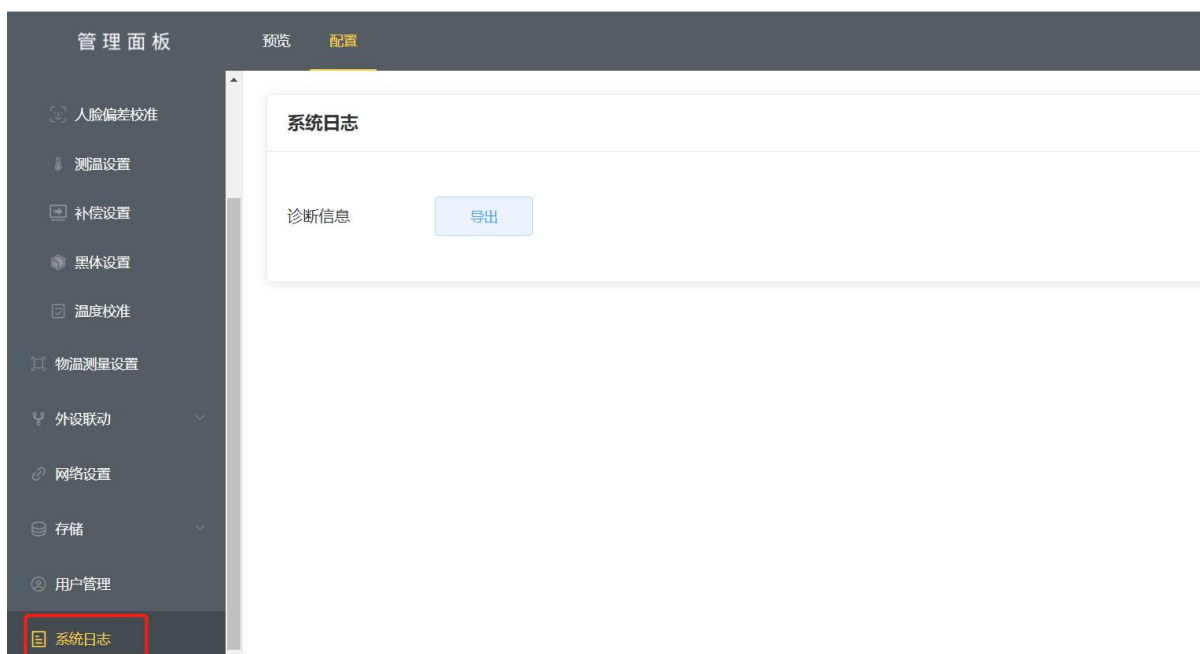 管理面板
预览 配置
人脸偏差校准
测温设置
补偿设置
黑体设置
温度校准
物温测量设置
外设联动
网络设置
存储
用户管理
系统日志
系统日志
诊断信息 导出